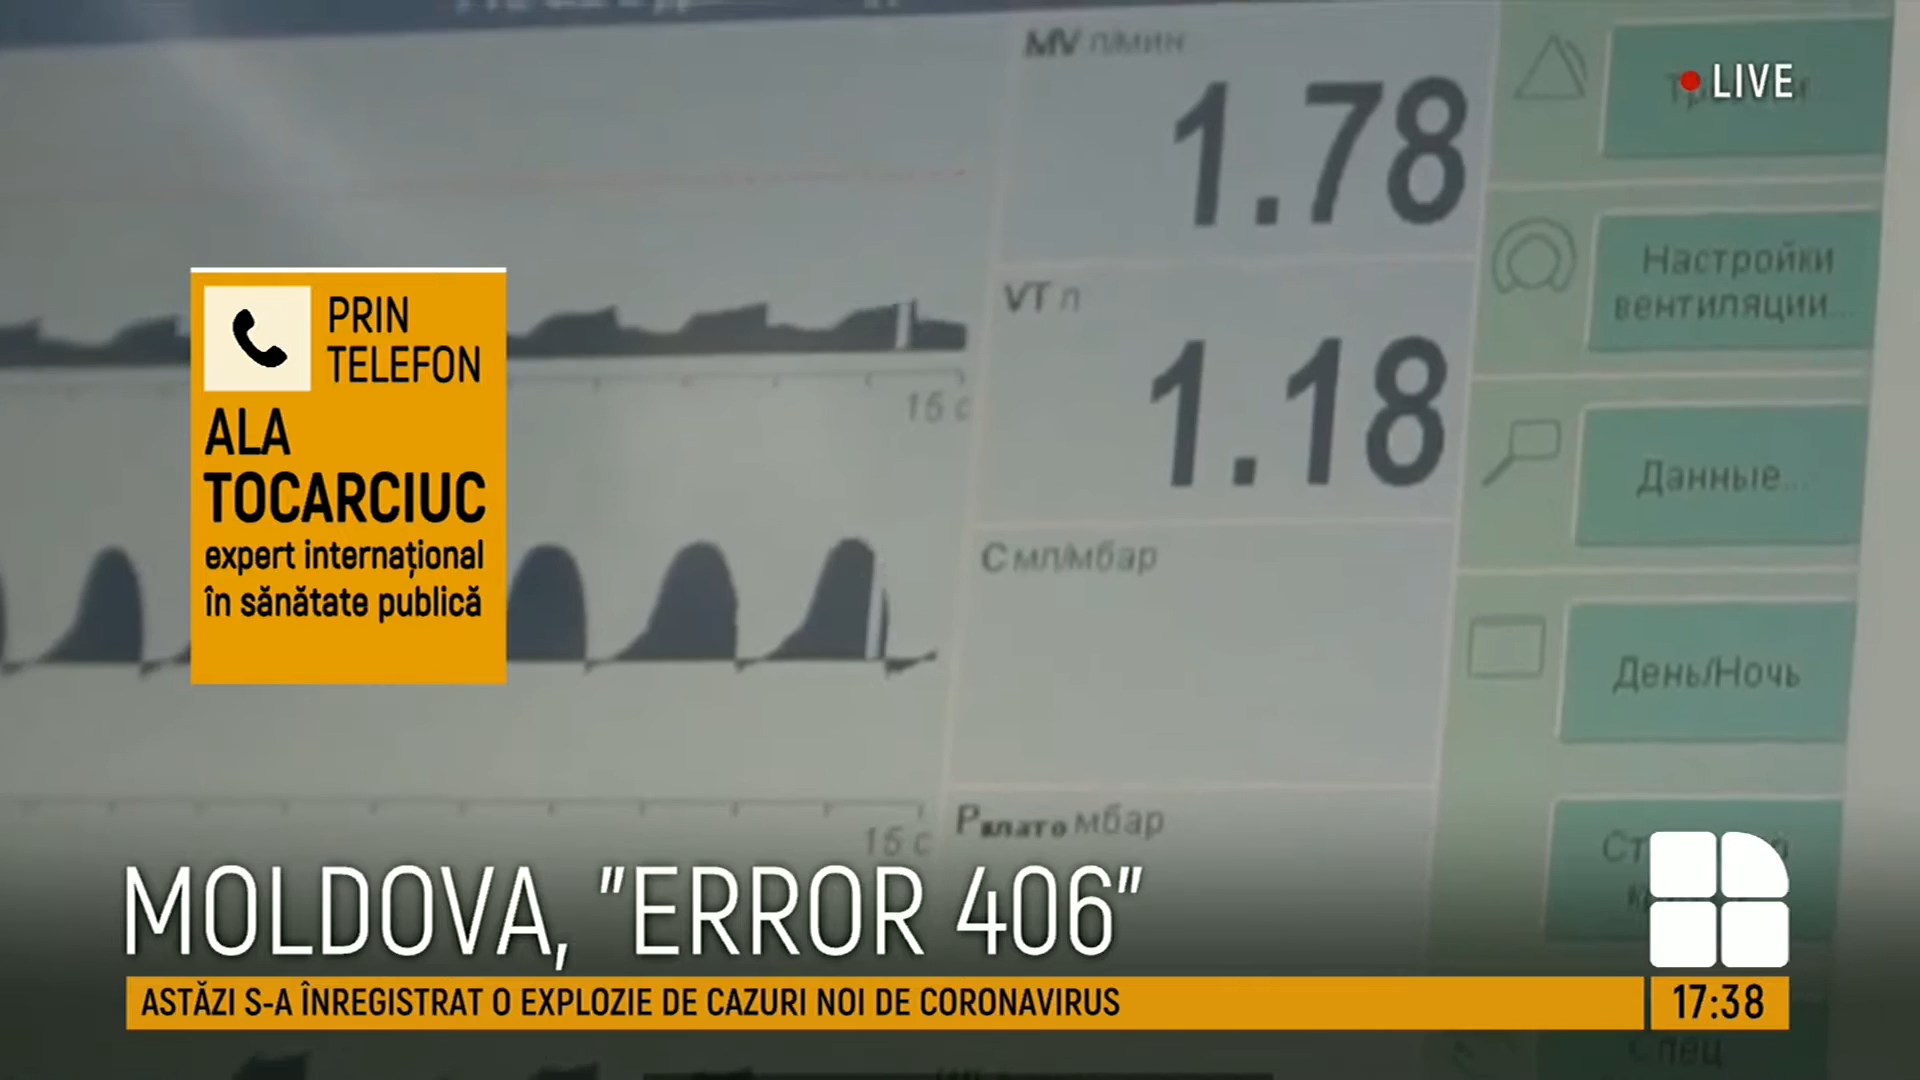 MV л/мин
1.78
LIVE
VT л
1.18
Настройки
вентиляции...
15 с
Данные...
С мл/мбар
День/Ночь
Pплато мбар
15 с
PRIN
TELEFON
ALA
TOCARCIUC
expert internațional
în sănătate publică
MOLDOVA, "ERROR 406"
ASTĂZI S-A ÎNREGISTRAT O EXPLOZIE DE CAZURI NOI DE CORONAVIRUS
17:38
Спец